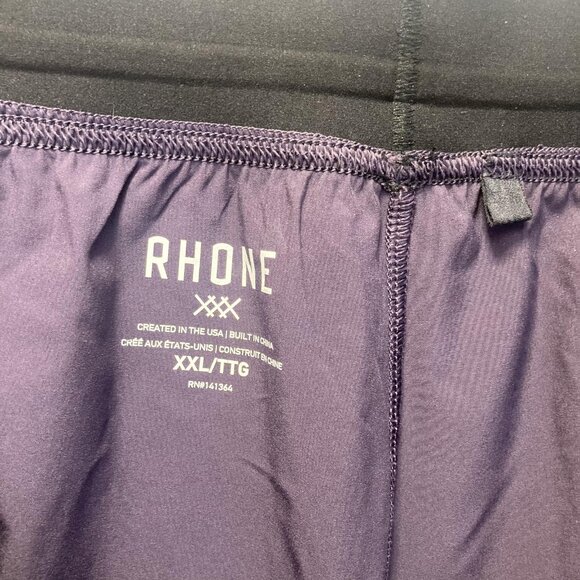 RHONE
CREATED IN THE USA | BUILT IN CHINA
CRÉÉ AUX ÉTATS-UNIS | CONSTRUIT EN CHINE
XXL/TTG
RN#141364